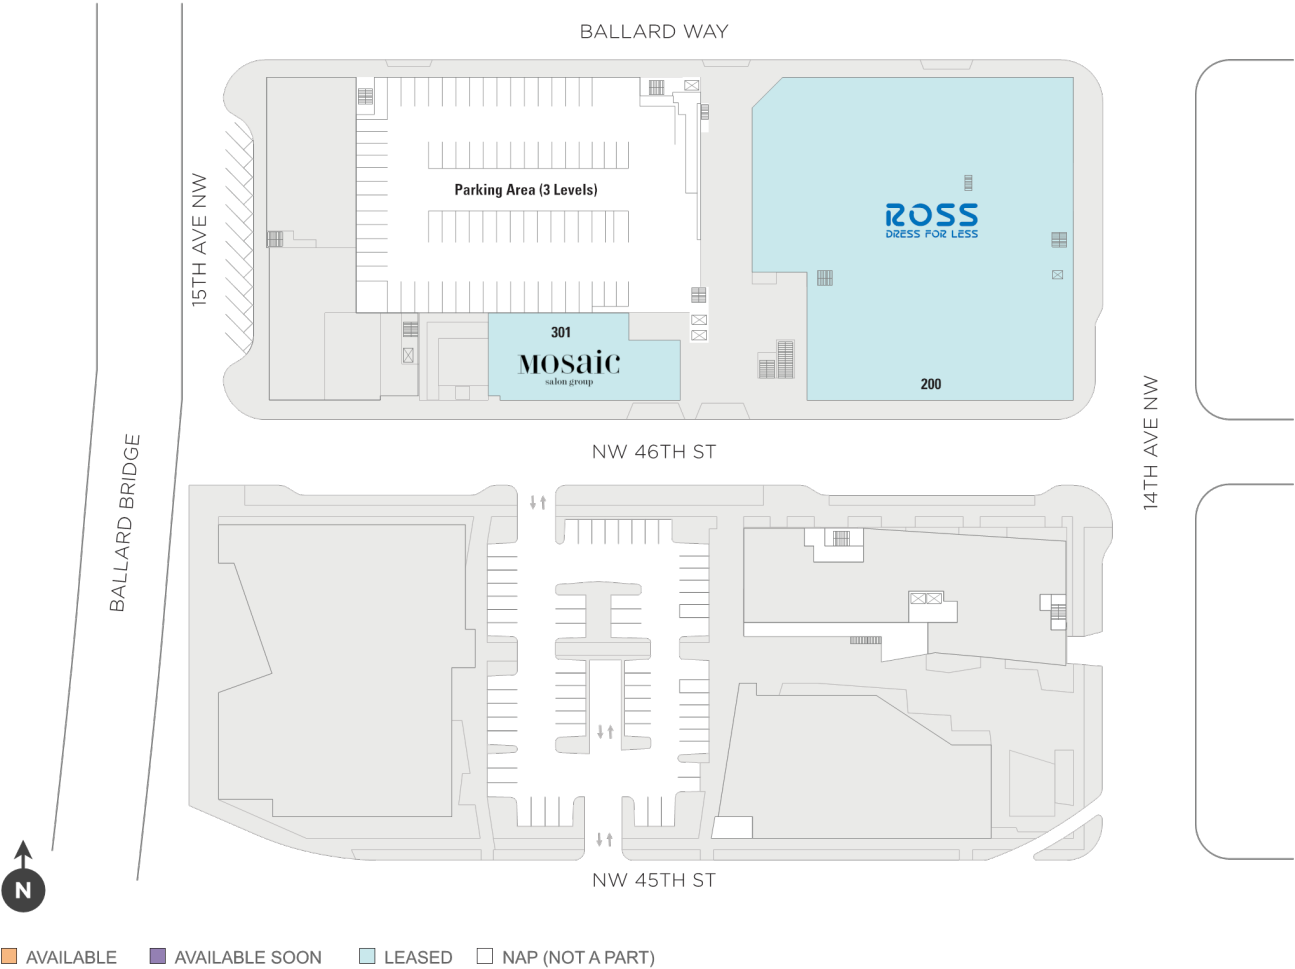 BALLARD WAY
15TH AVE NW
Parking Area (3 Levels)
ROSS
DRESS FOR LESS
301
MOSAIC
salon group
200
NW 46TH ST
14TH AVE NW
BALLARD BRIDGE
NW 45TH ST
N
AVAILABLE
AVAILABLE SOON
LEASED
NAP (NOT A PART)